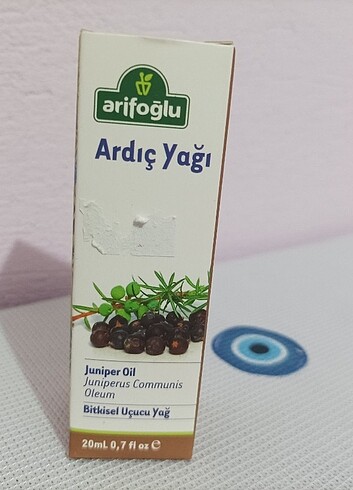 arifoğlu
Ardıç Yağı
Juniper Oil
Juniperus Communis
Oleum
Bitkisel Uçucu Yağ
20mL 0,7 fl oz e